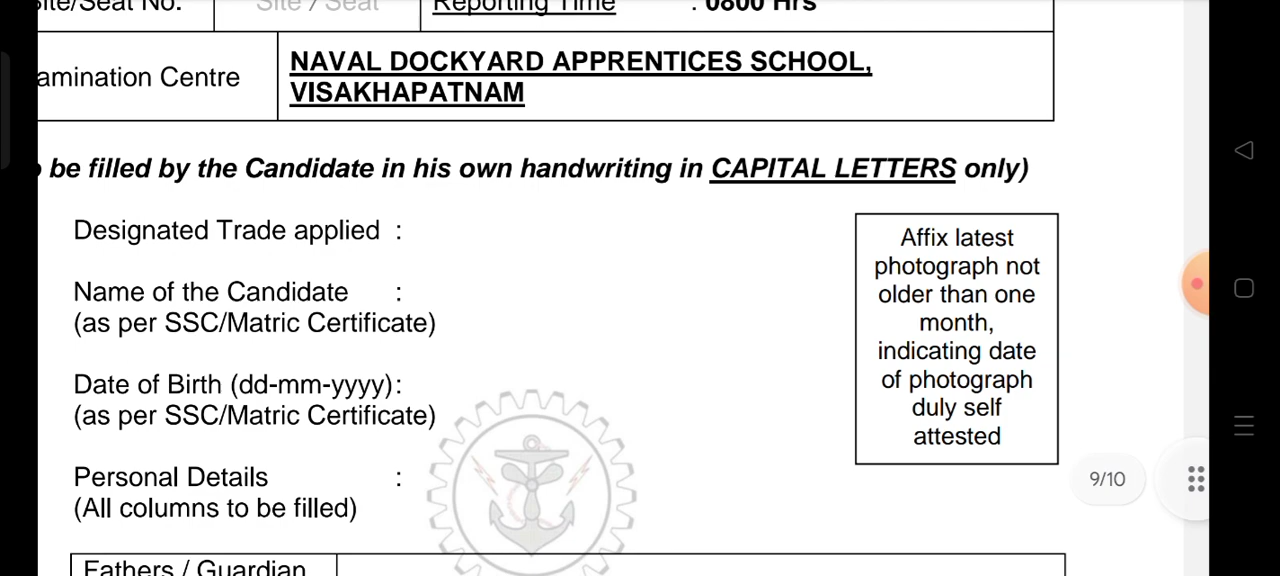 Site/Seat No. Site / Seat Reporting Time : 0800 Hrs
amination Centre
NAVAL DOCKYARD APPRENTICES SCHOOL,
VISAKHAPATNAM
be filled by the Candidate in his own handwriting in CAPITAL LETTERS only)
Designated Trade applied :
Name of the Candidate :
(as per SSC/Matric Certificate)
Date of Birth (dd-mm-yyyy):
(as per SSC/Matric Certificate)
Personal Details :
(All columns to be filled)
Affix latest
photograph not
older than one
month,
indicating date
of photograph
duly self
attested
9/10
Fathers / Guardian